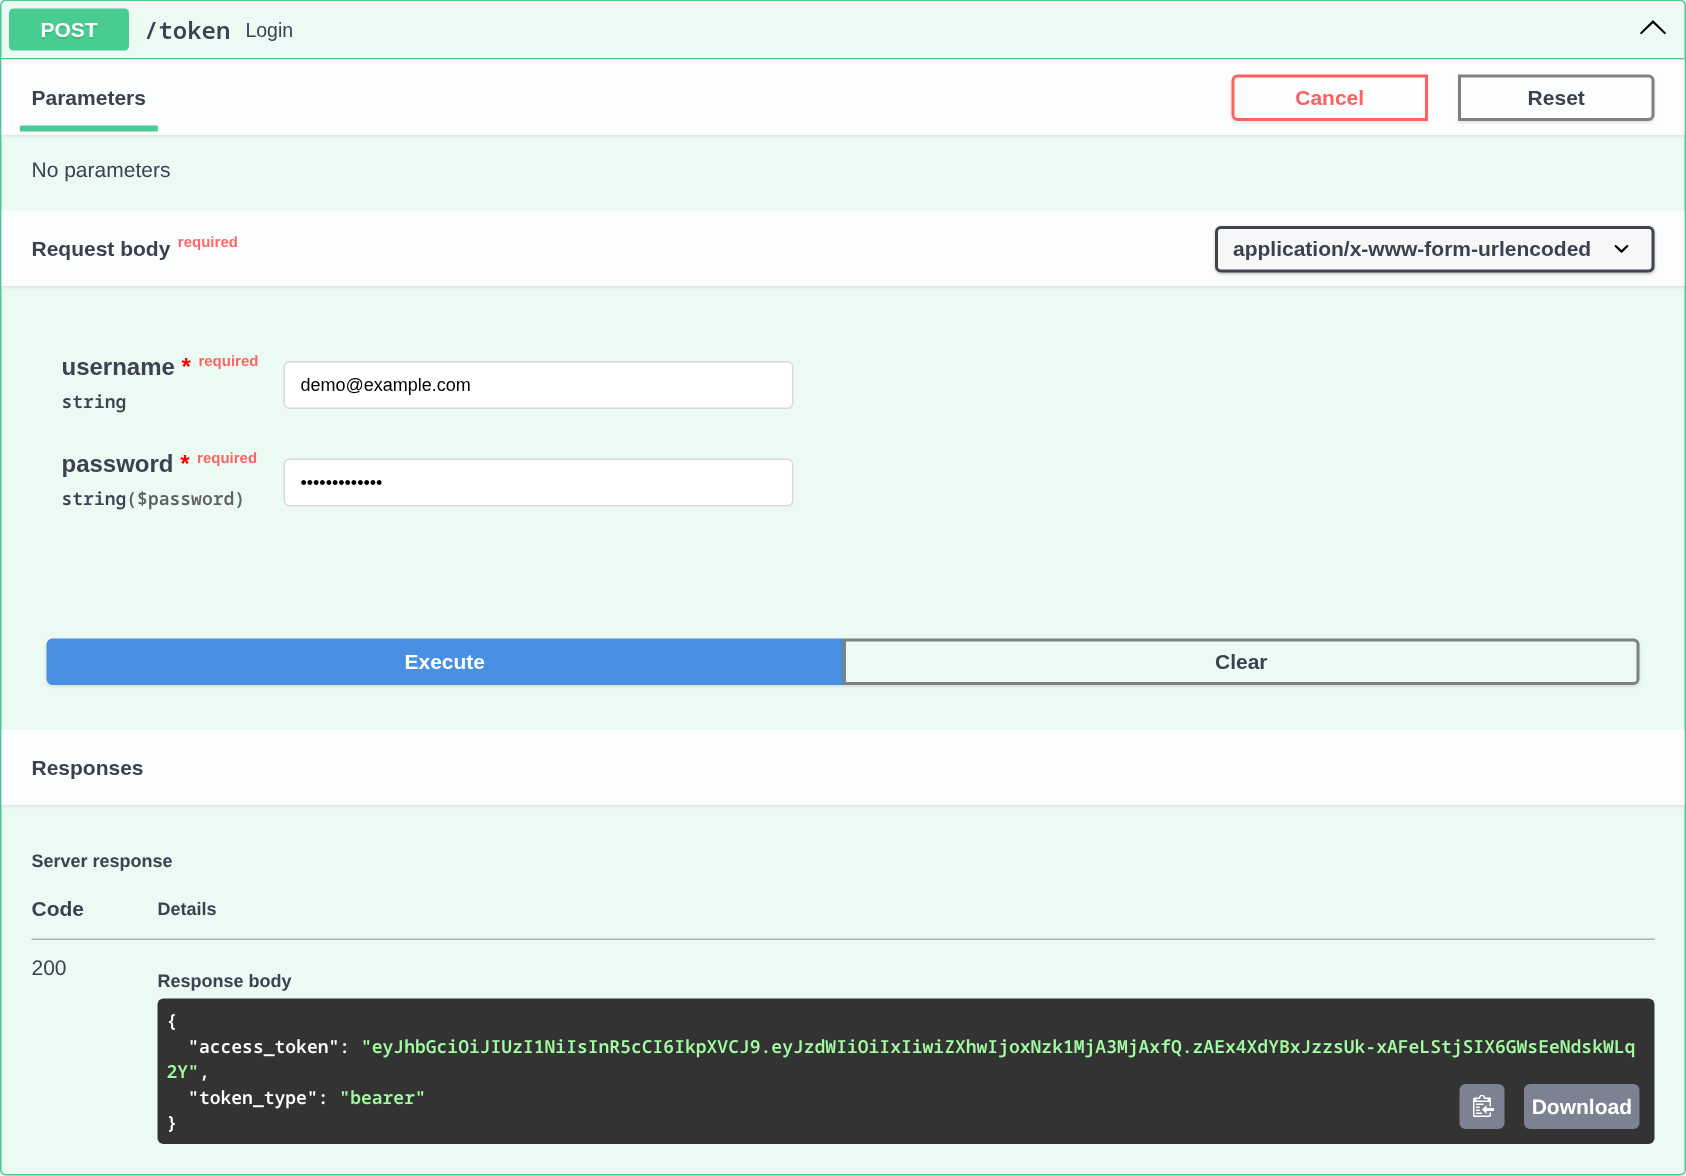 POST /token Login
Parameters
Cancel
Reset
No parameters
Request body required
application/x-www-form-urlencoded
username * required
string
demo@example.com
password * required
string($password)
•••••••••••••
Execute
Clear
Responses
Server response
Code Details
200
Response body
{
  "access_token": "eyJhbGciOiJIUzI1NiIsInR5cCI6IkpXVCJ9.eyJzdWIiOiIxIiwiZXhwIjoxNzk1MjA3MjAxfQ.zAEx4XdYBxJzzsUk-xAFeLStjSIX6GWsEeNdskWLq
2Y",
  "token_type": "bearer"
}
Download